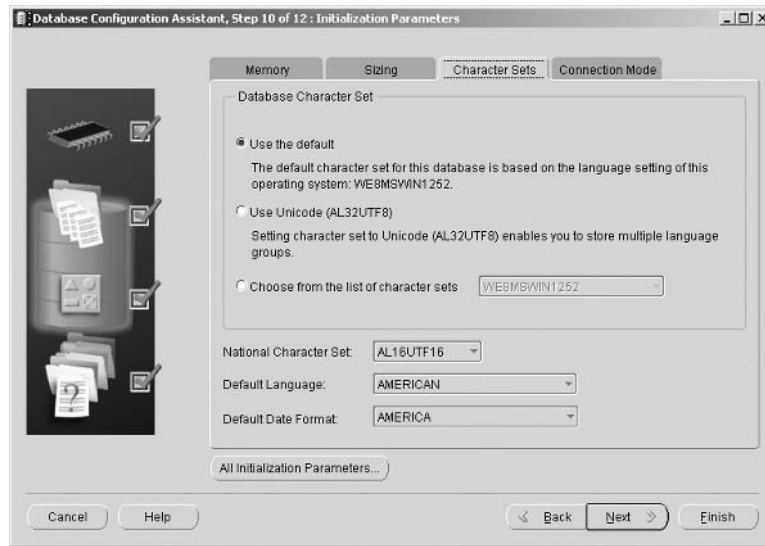 Database Configuration Assistant, Step 10 of 12 : Initialization Parameters
Memory Sizing Character Sets Connection Mode
Database Character Set
Use the default
The default character set for this database is based on the language setting of this
operating system: WE8MSWIN1252.
Use Unicode (AL32UTF8)
Setting character set to Unicode (AL32UTF8) enables you to store multiple language
groups.
Choose from the list of character sets WE8MSWIN1252
National Character Set: AL16UTF16
Default Language: AMERICAN
Default Date Format: AMERICA
All Initialization Parameters...
Cancel Help Back Next Finish